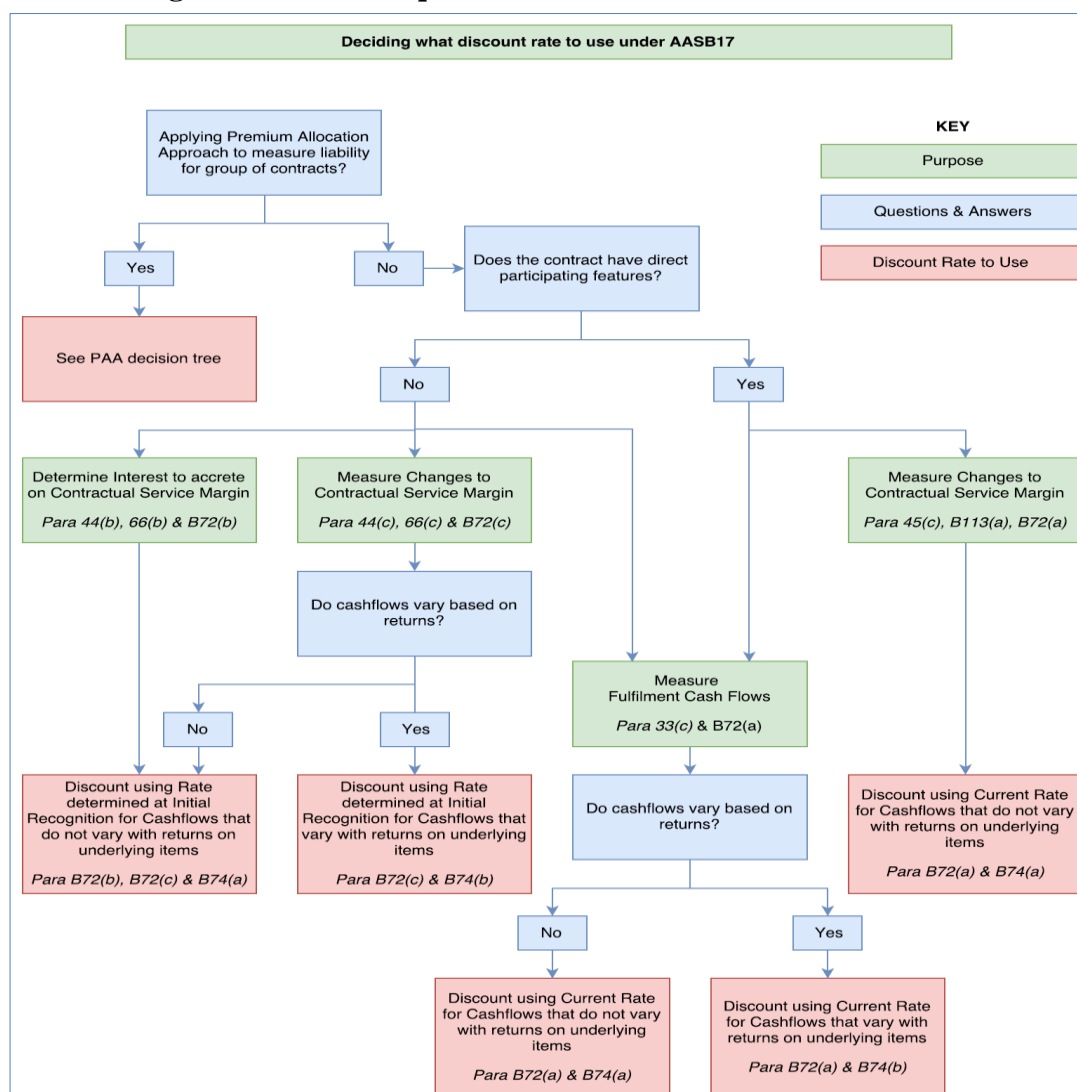 Deciding what discount rate to use under AASB17
Applying Premium Allocation
Approach to measure liability
for group of contracts?
KEY
Purpose
Questions & Answers
Discount Rate to Use
Yes
No
Does the contract have direct
participating features?
See PAA decision tree
No
Yes
Determine Interest to accrete
on Contractual Service Margin
Para 44(b), 66(b) & B72(b)
Measure Changes to
Contractual Service Margin
Para 44(c), 66(c) & B72(c)
Measure Changes to
Contractual Service Margin
Para 45(c), B113(a), B72(a)
Do cashflows vary based on
returns?
No
Yes
Measure
Fulfilment Cash Flows
Para 33(c) & B72(a)
Discount using Rate
determined at Initial
Recognition for Cashflows that
do not vary with returns on
underlying items
Para B72(b), B72(c) & B74(a)
Discount using Rate
determined at Initial
Recognition for Cashflows that
vary with returns on underlying
items
Para B72(c) & B74(b)
Do cashflows vary based on
returns?
Discount using Current Rate
for Cashflows that do not vary
with returns on underlying
items
Para B72(a) & B74(a)
No
Yes
Discount using Current Rate
for Cashflows that do not vary
with returns on underlying
items
Para B72(a) & B74(a)
Discount using Current Rate
for Cashflows that vary with
returns on underlying items
Para B72(a) & B74(b)